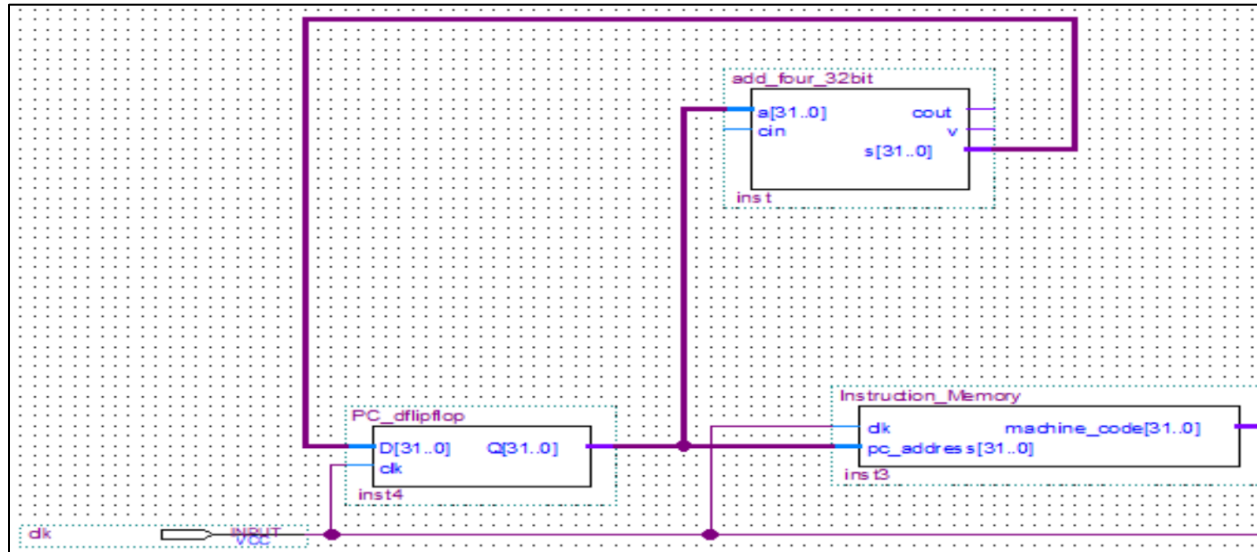 add_four_32bit
a[31..0]
cout
cin
v
s[31..0]
inst
PC_dflipflop
D[31..0]
Q[31..0]
clk
inst4
Instruction_Memory
clk
machine_code[31..0]
pc_address[31..0]
inst3
clk
INPUT
VCC